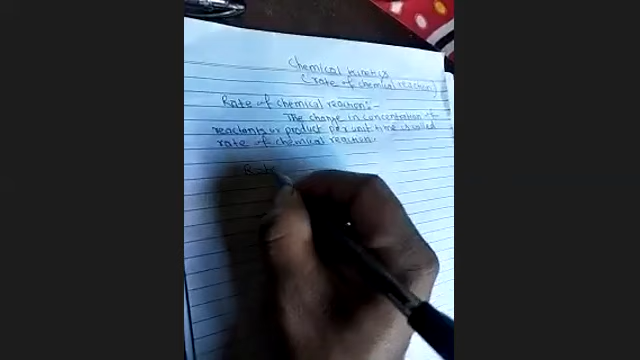 Chemical kinetics
(rate of chemical reaction)
Rate of chemical reaction:-
The change in concentration of
reactants or product per unit time is called
rate of chemical reaction.
Rate